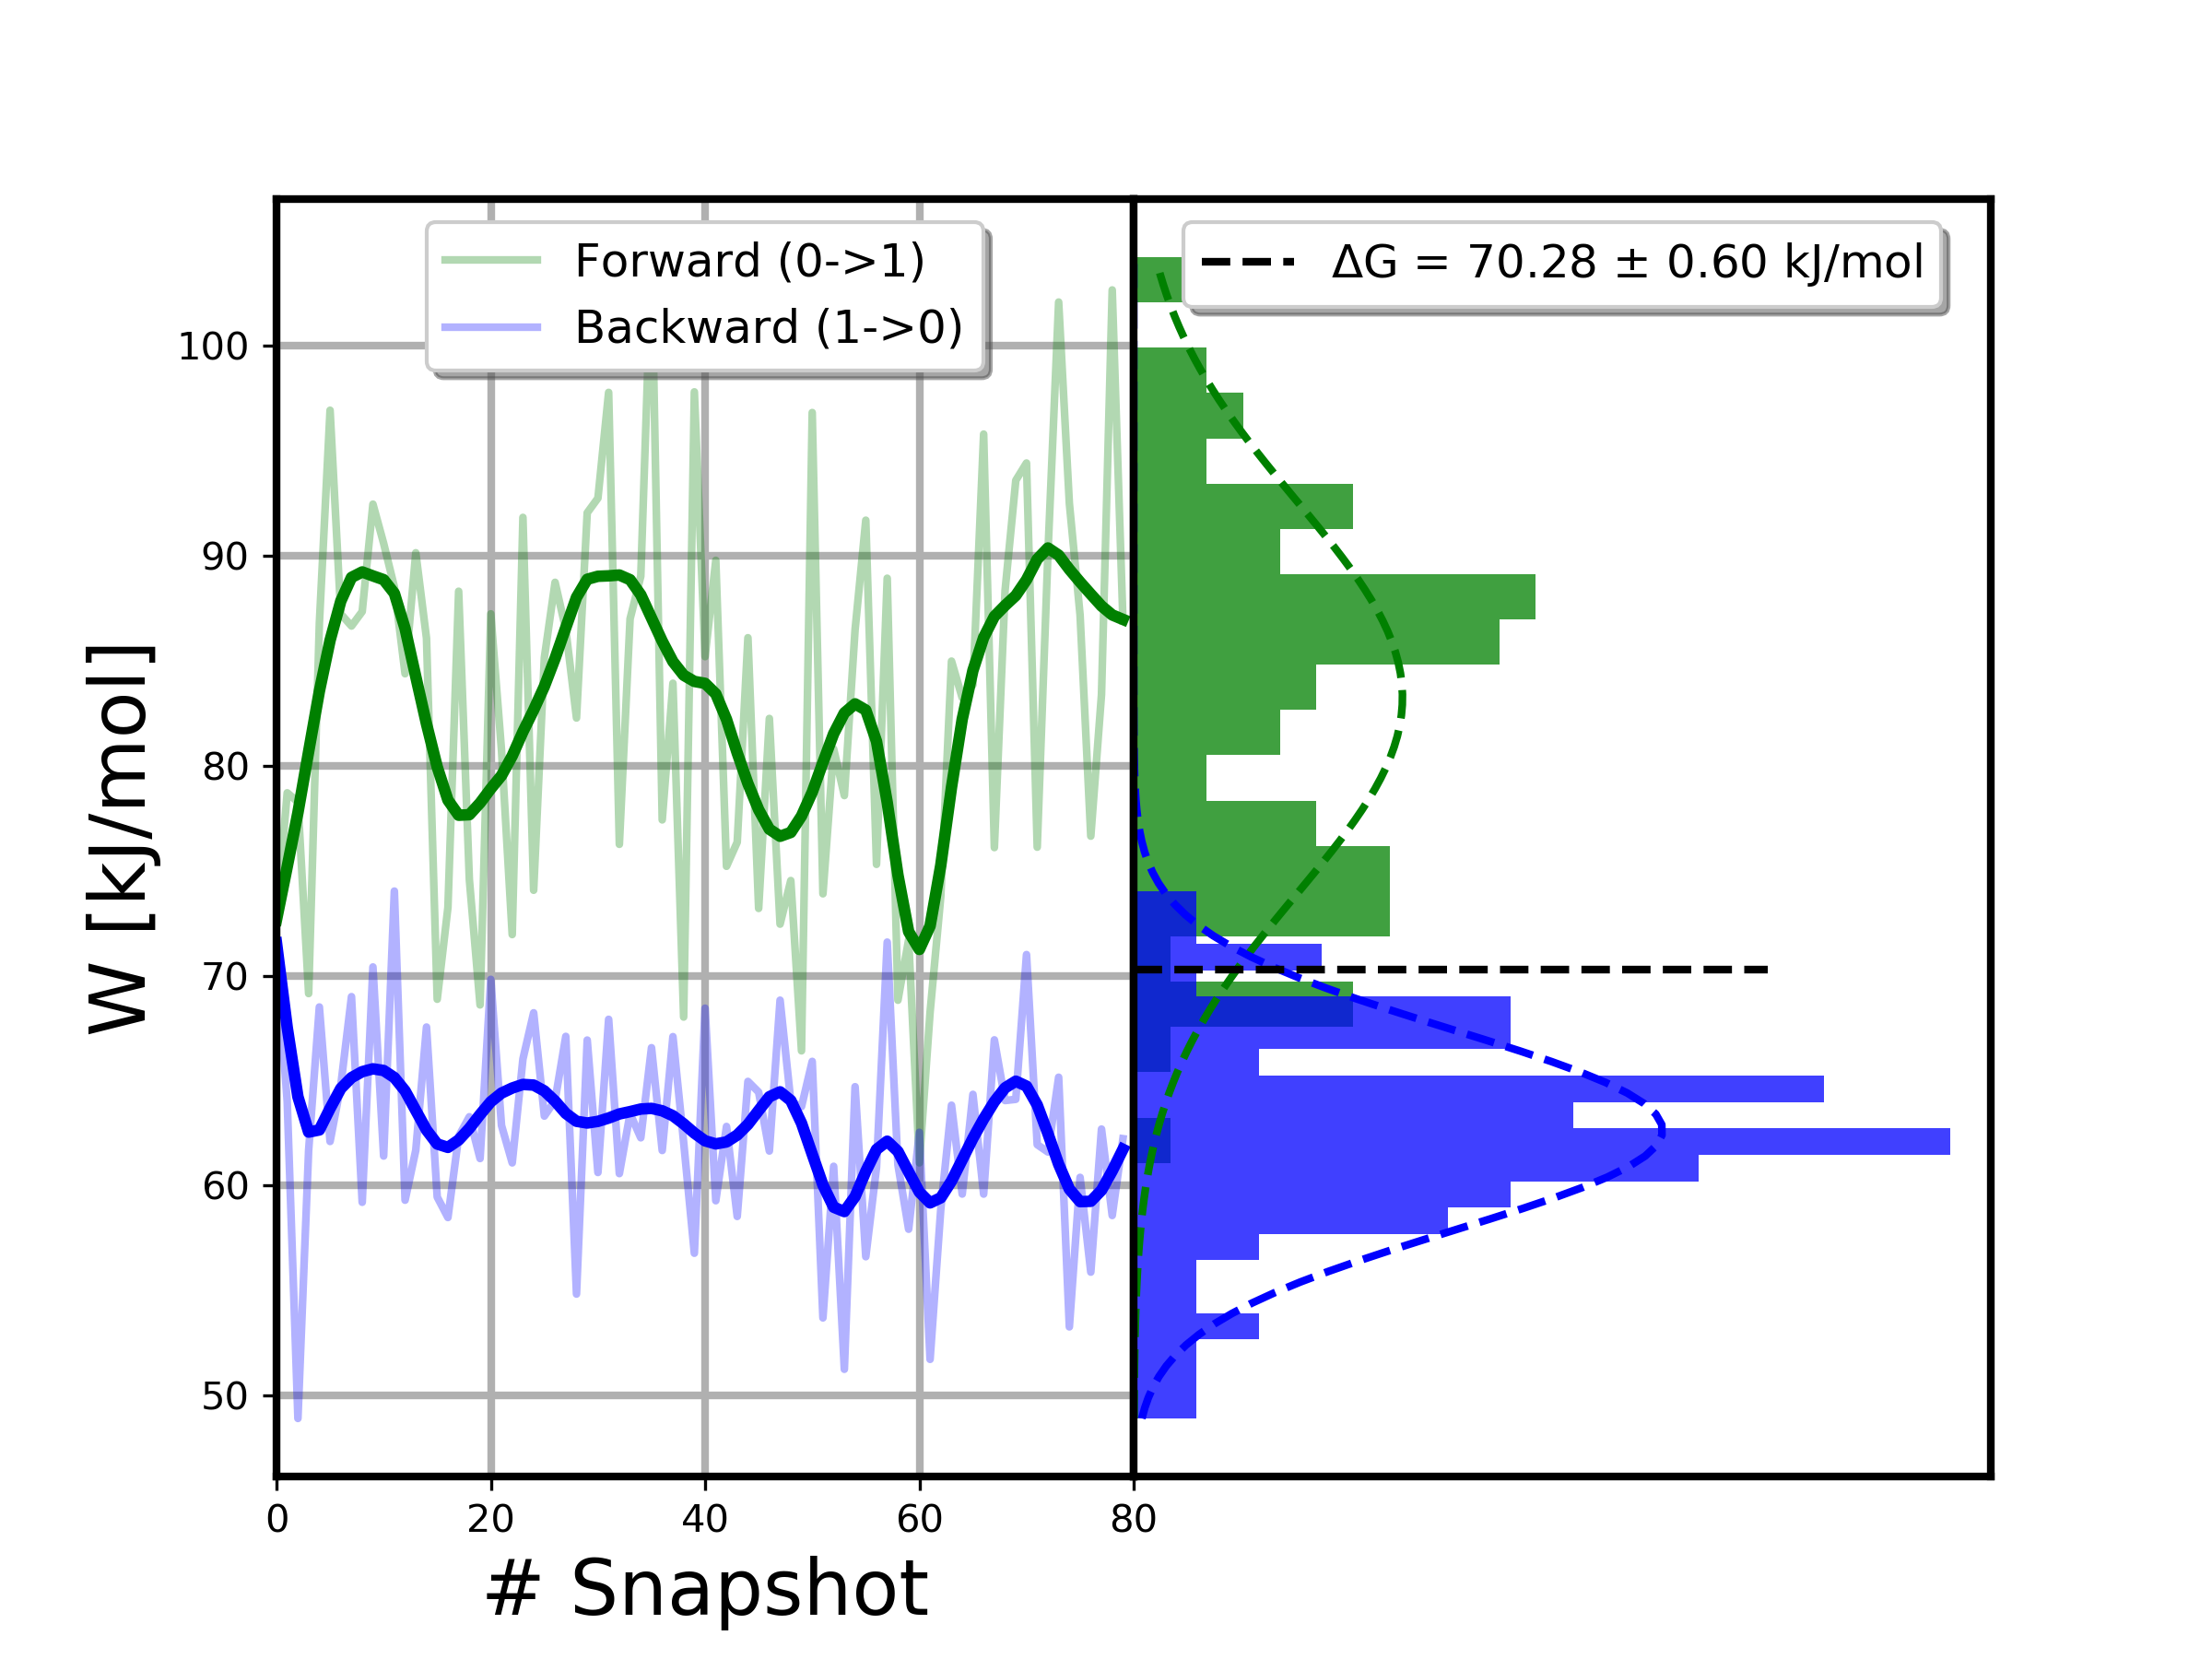 Forward (0->1)
Backward (1->0)
ΔG = 70.28 ± 0.60 kJ/mol
W [kJ/mol]
100
90
80
70
60
50
0 20 40 60 80
# Snapshot